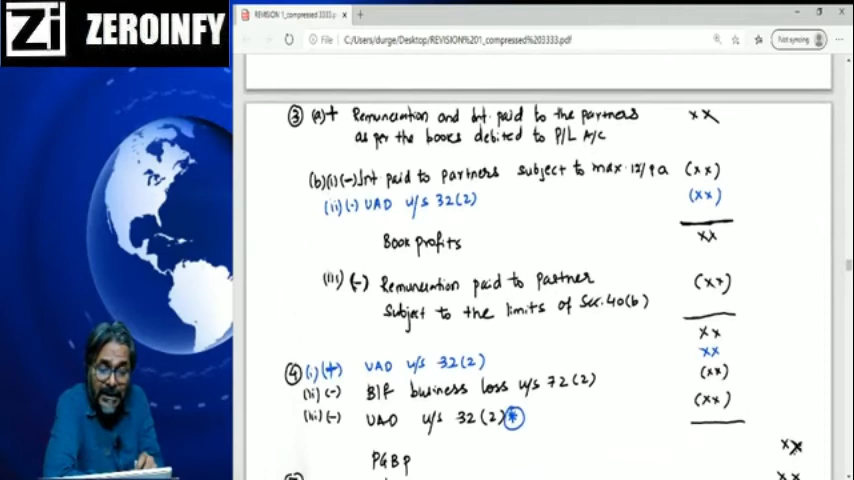 Zi ZEROINFY
REVISION 1_compressed 3333.p
File C:/Users/durge/Desktop/REVISION%201_compressed%203333.pdf
Not syncing
③ (a)+ Remuneration and Int. paid to the partners xx
as per the books debited to P/L A/c
(b)(i)(-) Int paid to partners subject to max. 12% pa (xx)
(ii)(-) UAD u/s 32(2) (xx)
Book profits xx
(iii) (-) Remuneration paid to partner (xx)
Subject to the limits of Sec. 40(b)
xx
④ (i)(+) UAD u/s 32(2) xx
(ii)(-) B/F business loss u/s 72(2) (xx)
(iii)(-) UAD u/s 32(2) * (xx)
PGBP xx
xx